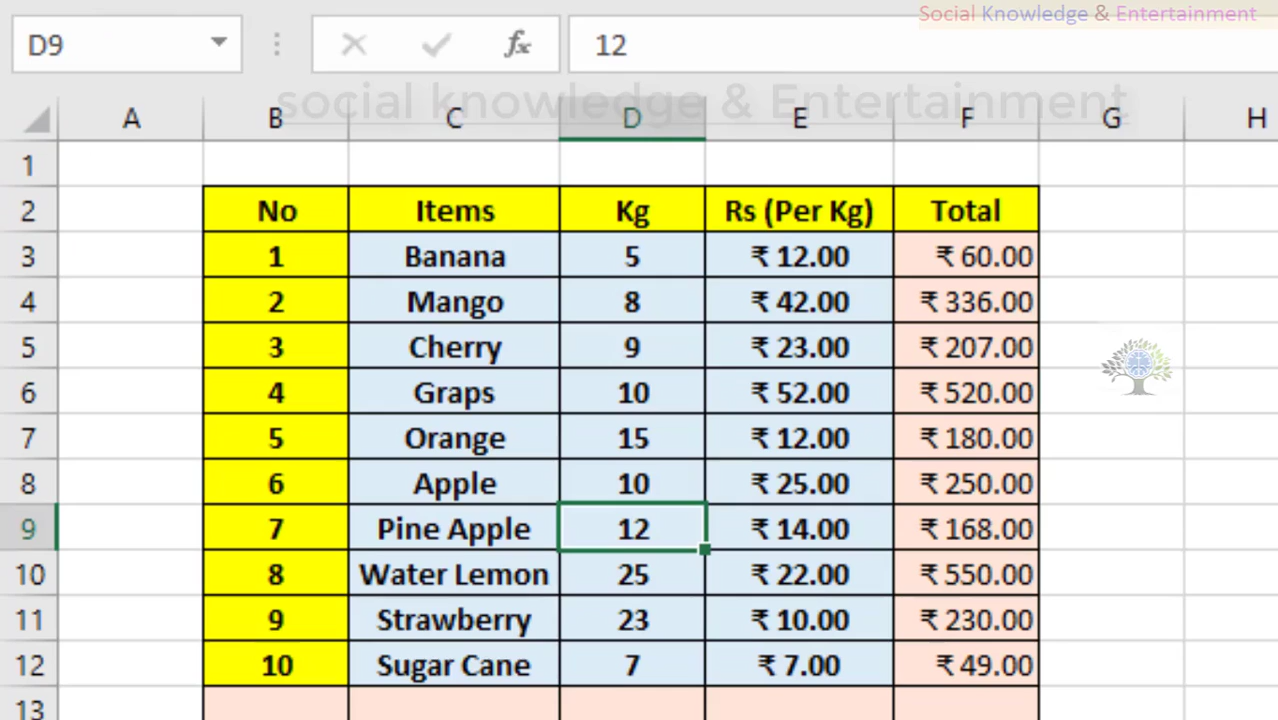 Social Knowledge & Entertainment
D9 fx 12
social knowledge & Entertainment
A B C D E F G H
1
2 No Items Kg Rs (Per Kg) Total
3 1 Banana 5 ₹ 12.00 ₹ 60.00
4 2 Mango 8 ₹ 42.00 ₹ 336.00
5 3 Cherry 9 ₹ 23.00 ₹ 207.00
6 4 Graps 10 ₹ 52.00 ₹ 520.00
7 5 Orange 15 ₹ 12.00 ₹ 180.00
8 6 Apple 10 ₹ 25.00 ₹ 250.00
9 7 Pine Apple 12 ₹ 14.00 ₹ 168.00
10 8 Water Lemon 25 ₹ 22.00 ₹ 550.00
11 9 Strawberry 23 ₹ 10.00 ₹ 230.00
12 10 Sugar Cane 7 ₹ 7.00 ₹ 49.00
13